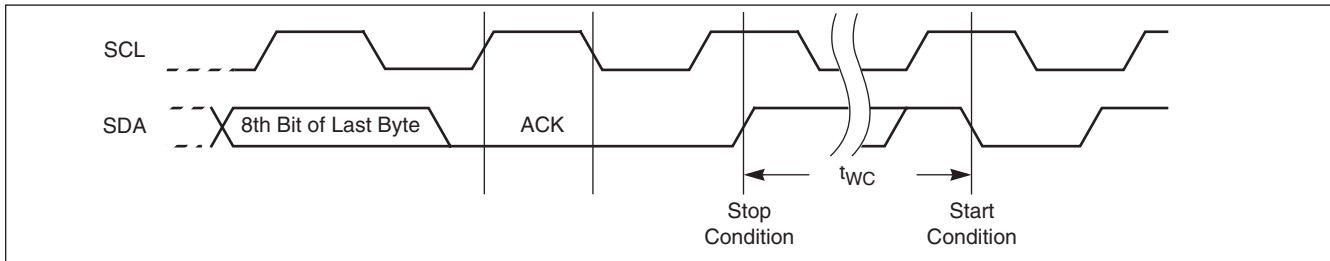 SCL
SDA
8th Bit of Last Byte
ACK
tWC
Stop
Condition
Start
Condition